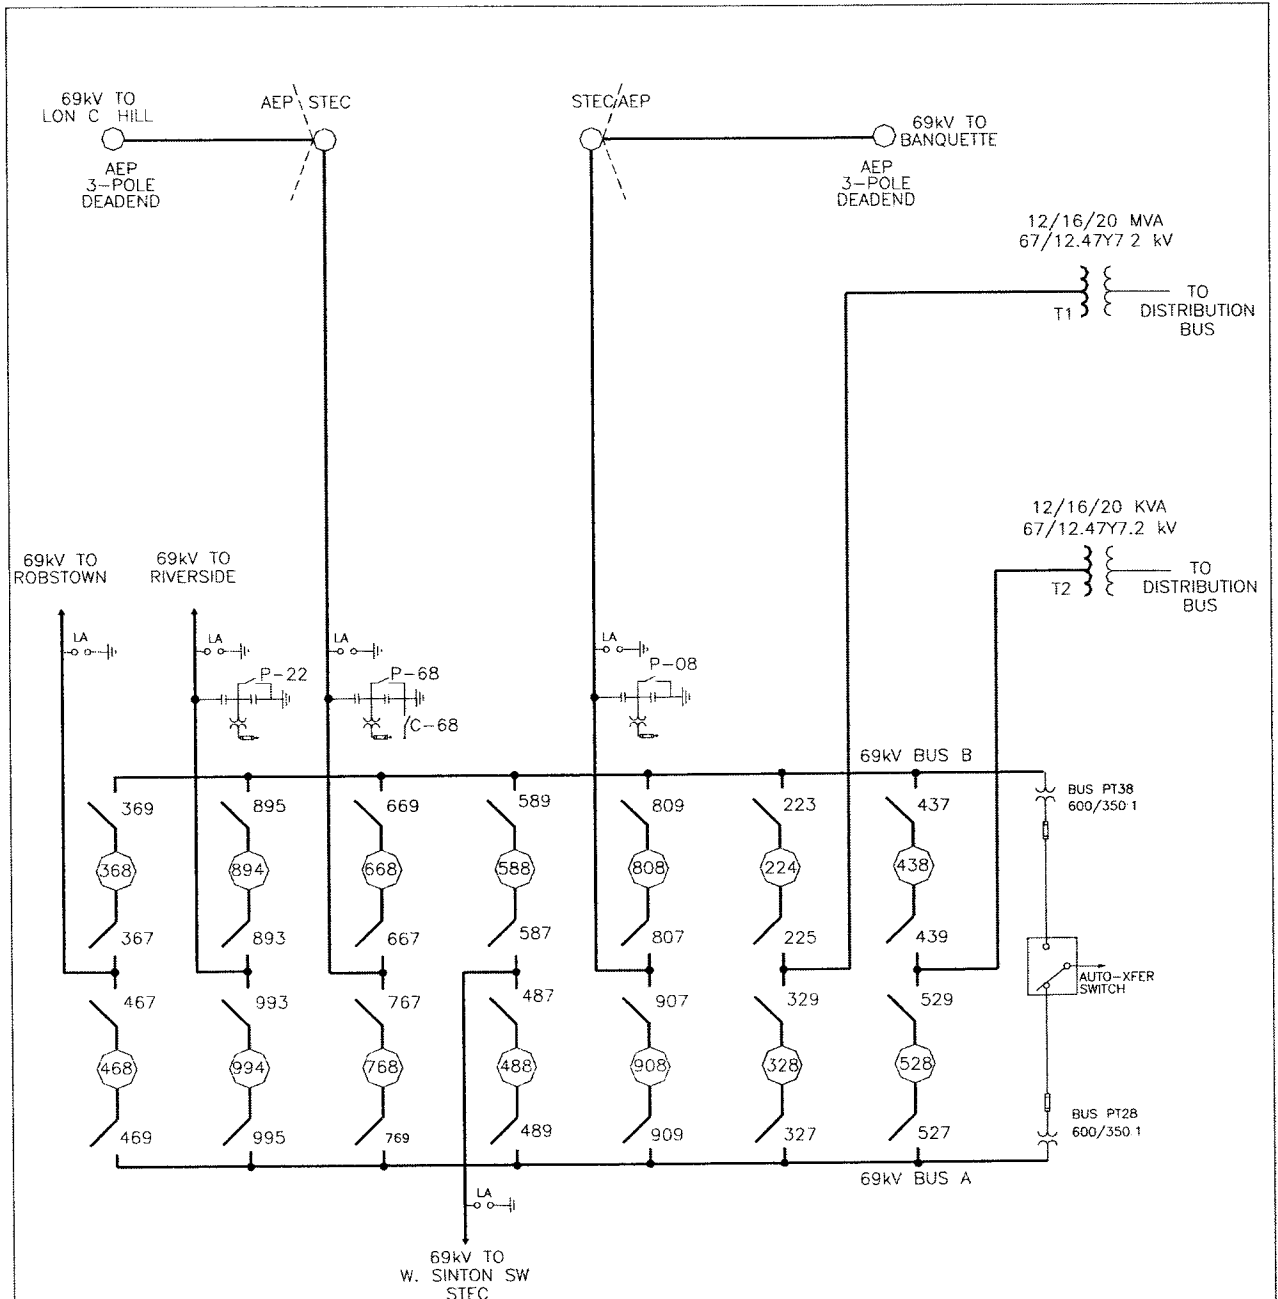 69kV TO
LON C HILL
AEP
3-POLE
DEADEND
AEP STEC
STEC/AEP
69kV TO
BANQUETTE
AEP
3-POLE
DEADEND
12/16/20 MVA
67/12.47Y7 2 kV
T1
TO
DISTRIBUTION
BUS
12/16/20 KVA
67/12.47Y7.2 kV
T2
TO
DISTRIBUTION
BUS
69kV TO
ROBSTOWN
69kV TO
RIVERSIDE
LA
LA
LA
LA
P-22
P-68
C-68
P-08
69kV BUS B
BUS PT38
600/350:1
369
895
669
589
809
223
437
368
894
668
588
808
224
438
367
893
667
587
807
225
439
AUTO-XFER
SWITCH
467
993
767
487
907
329
529
468
994
768
488
908
328
528
469
995
769
489
909
327
527
BUS PT28
600/350:1
69kV BUS A
LA
69kV TO
W. SINTON SW
STEC